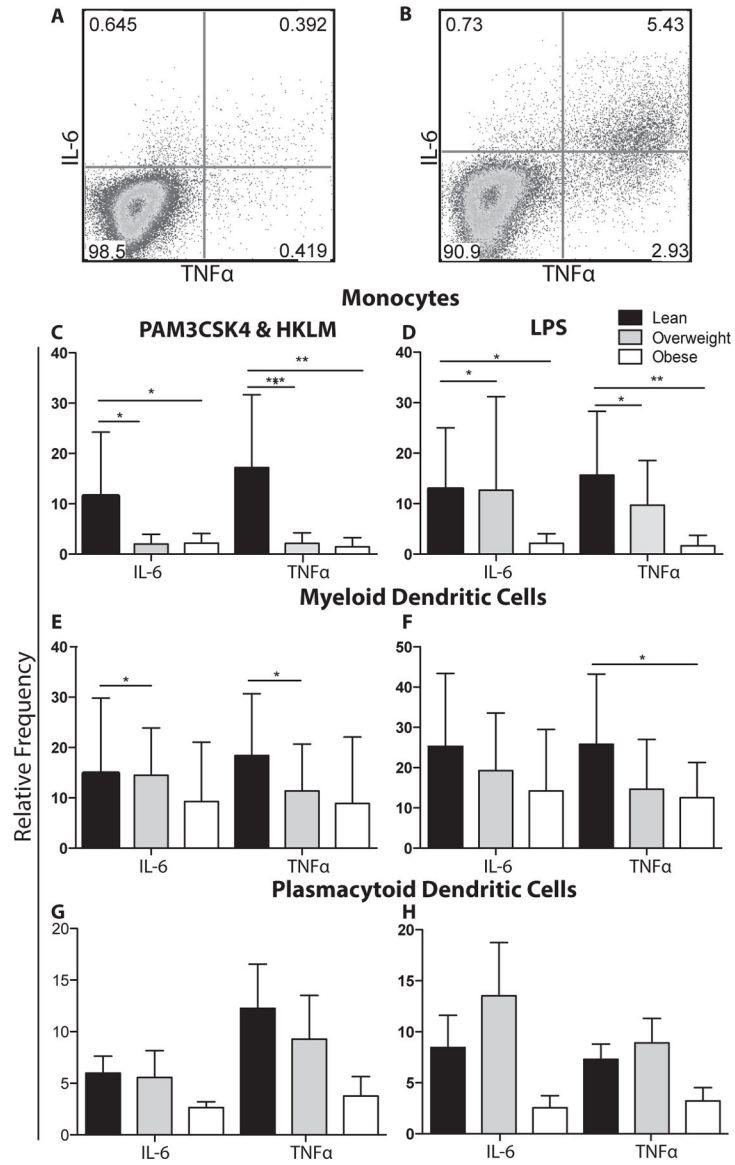 A
0.645 0.392
IL-6
98.5 0.419
TNFα
B
0.73 5.43
IL-6
90.9 2.93
TNFα
Monocytes
Lean
Overweight
Obese
C
PAM3CSK4 & HKLM
40
30
20
10
0
*
*
**
***
IL-6 TNFα
D
LPS
40
30
20
10
0
*
*
**
*
IL-6 TNFα
Myeloid Dendritic Cells
Relative Frequency
E
40
30
20
10
0
*
*
IL-6 TNFα
F
50
40
30
20
10
0
*
IL-6 TNFα
Plasmacytoid Dendritic Cells
G
20
15
10
5
0
IL-6 TNFα
H
20
15
10
5
0
IL-6 TNFα